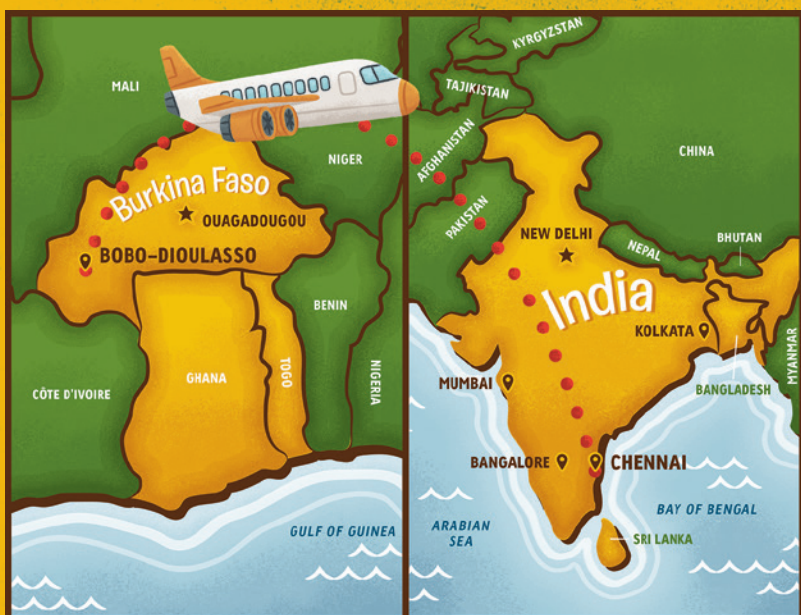 MALI
NIGER
Burkina Faso
OUAGADOUGOU
BOBO-DIOULASSO
BENIN
GHANA
TOGO
NIGERIA
CÔTE D'IVOIRE
GULF OF GUINEA
KYRGYZSTAN
TAJIKISTAN
AFGHANISTAN
CHINA
PAKISTAN
NEW DELHI
NEPAL
BHUTAN
India
KOLKATA
MYANMAR
MUMBAI
BANGLADESH
BANGALORE
CHENNAI
ARABIAN
SEA
BAY OF BENGAL
SRI LANKA